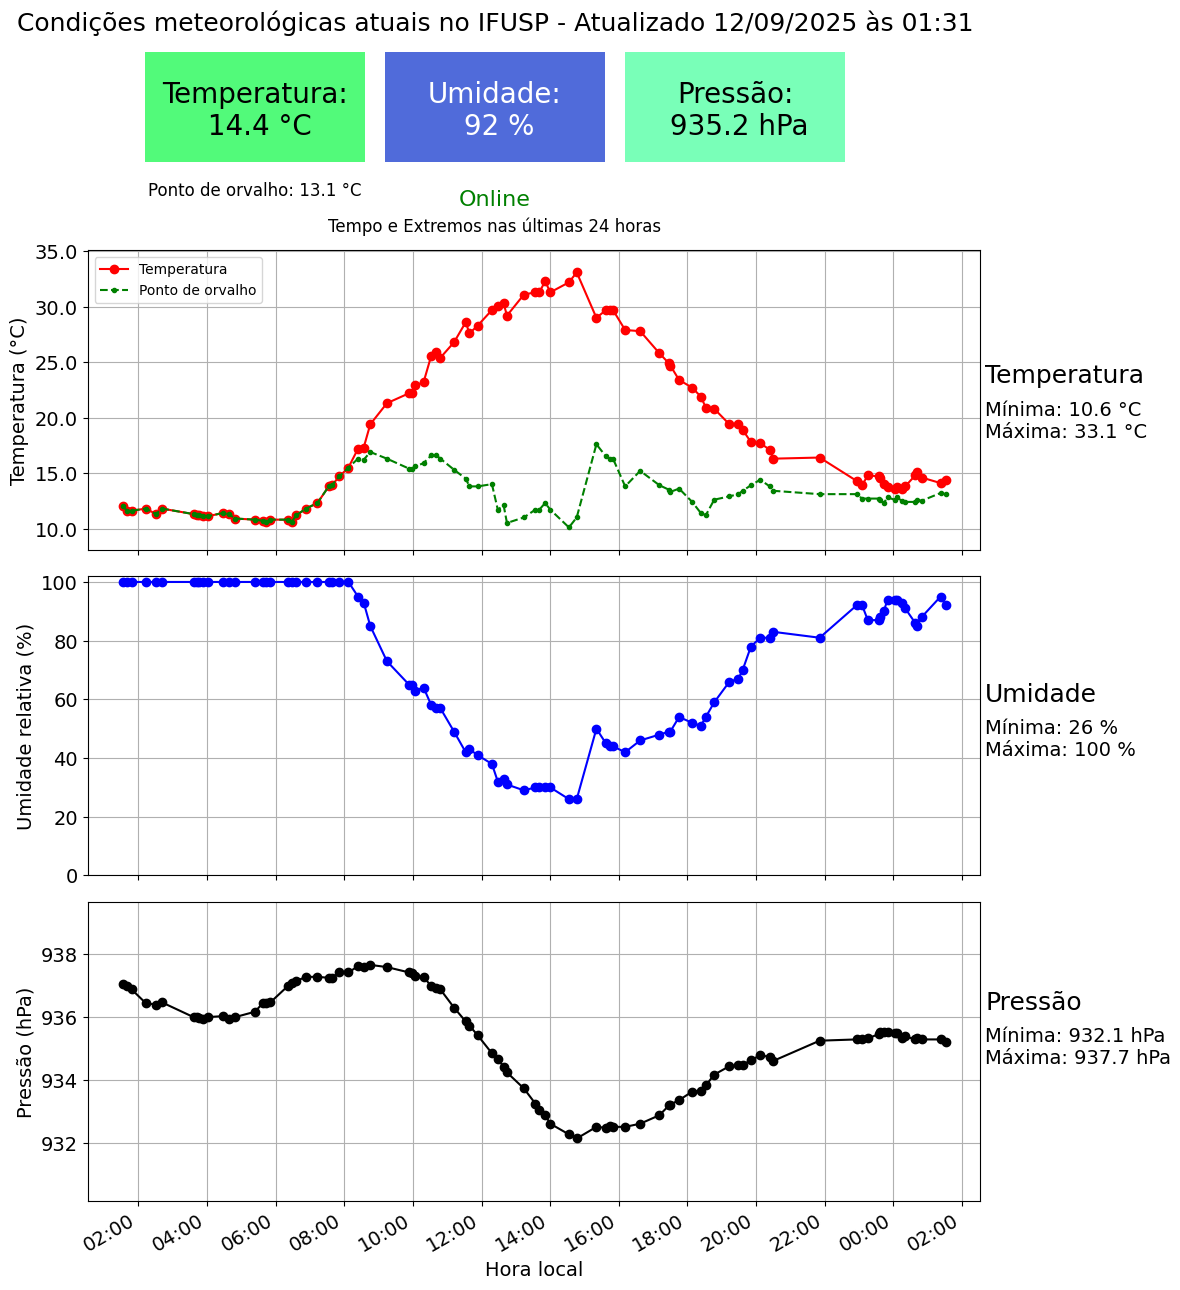 Condições meteorológicas atuais no IFUSP - Atualizado 12/09/2025 às 01:31
Temperatura:
14.4 °C
Umidade:
92 %
Pressão:
935.2 hPa
Ponto de orvalho: 13.1 °C
Online
Tempo e Extremos nas últimas 24 horas
Temperatura (°C)
35.0
30.0
25.0
20.0
15.0
10.0
Temperatura
Ponto de orvalho
Temperatura
Mínima: 10.6 °C
Máxima: 33.1 °C
Umidade relativa (%)
100
80
60
40
20
0
Umidade
Mínima: 26 %
Máxima: 100 %
Pressão (hPa)
938
936
934
932
Pressão
Mínima: 932.1 hPa
Máxima: 937.7 hPa
02:00
04:00
06:00
08:00
10:00
12:00
14:00
16:00
18:00
20:00
22:00
00:00
02:00
Hora local